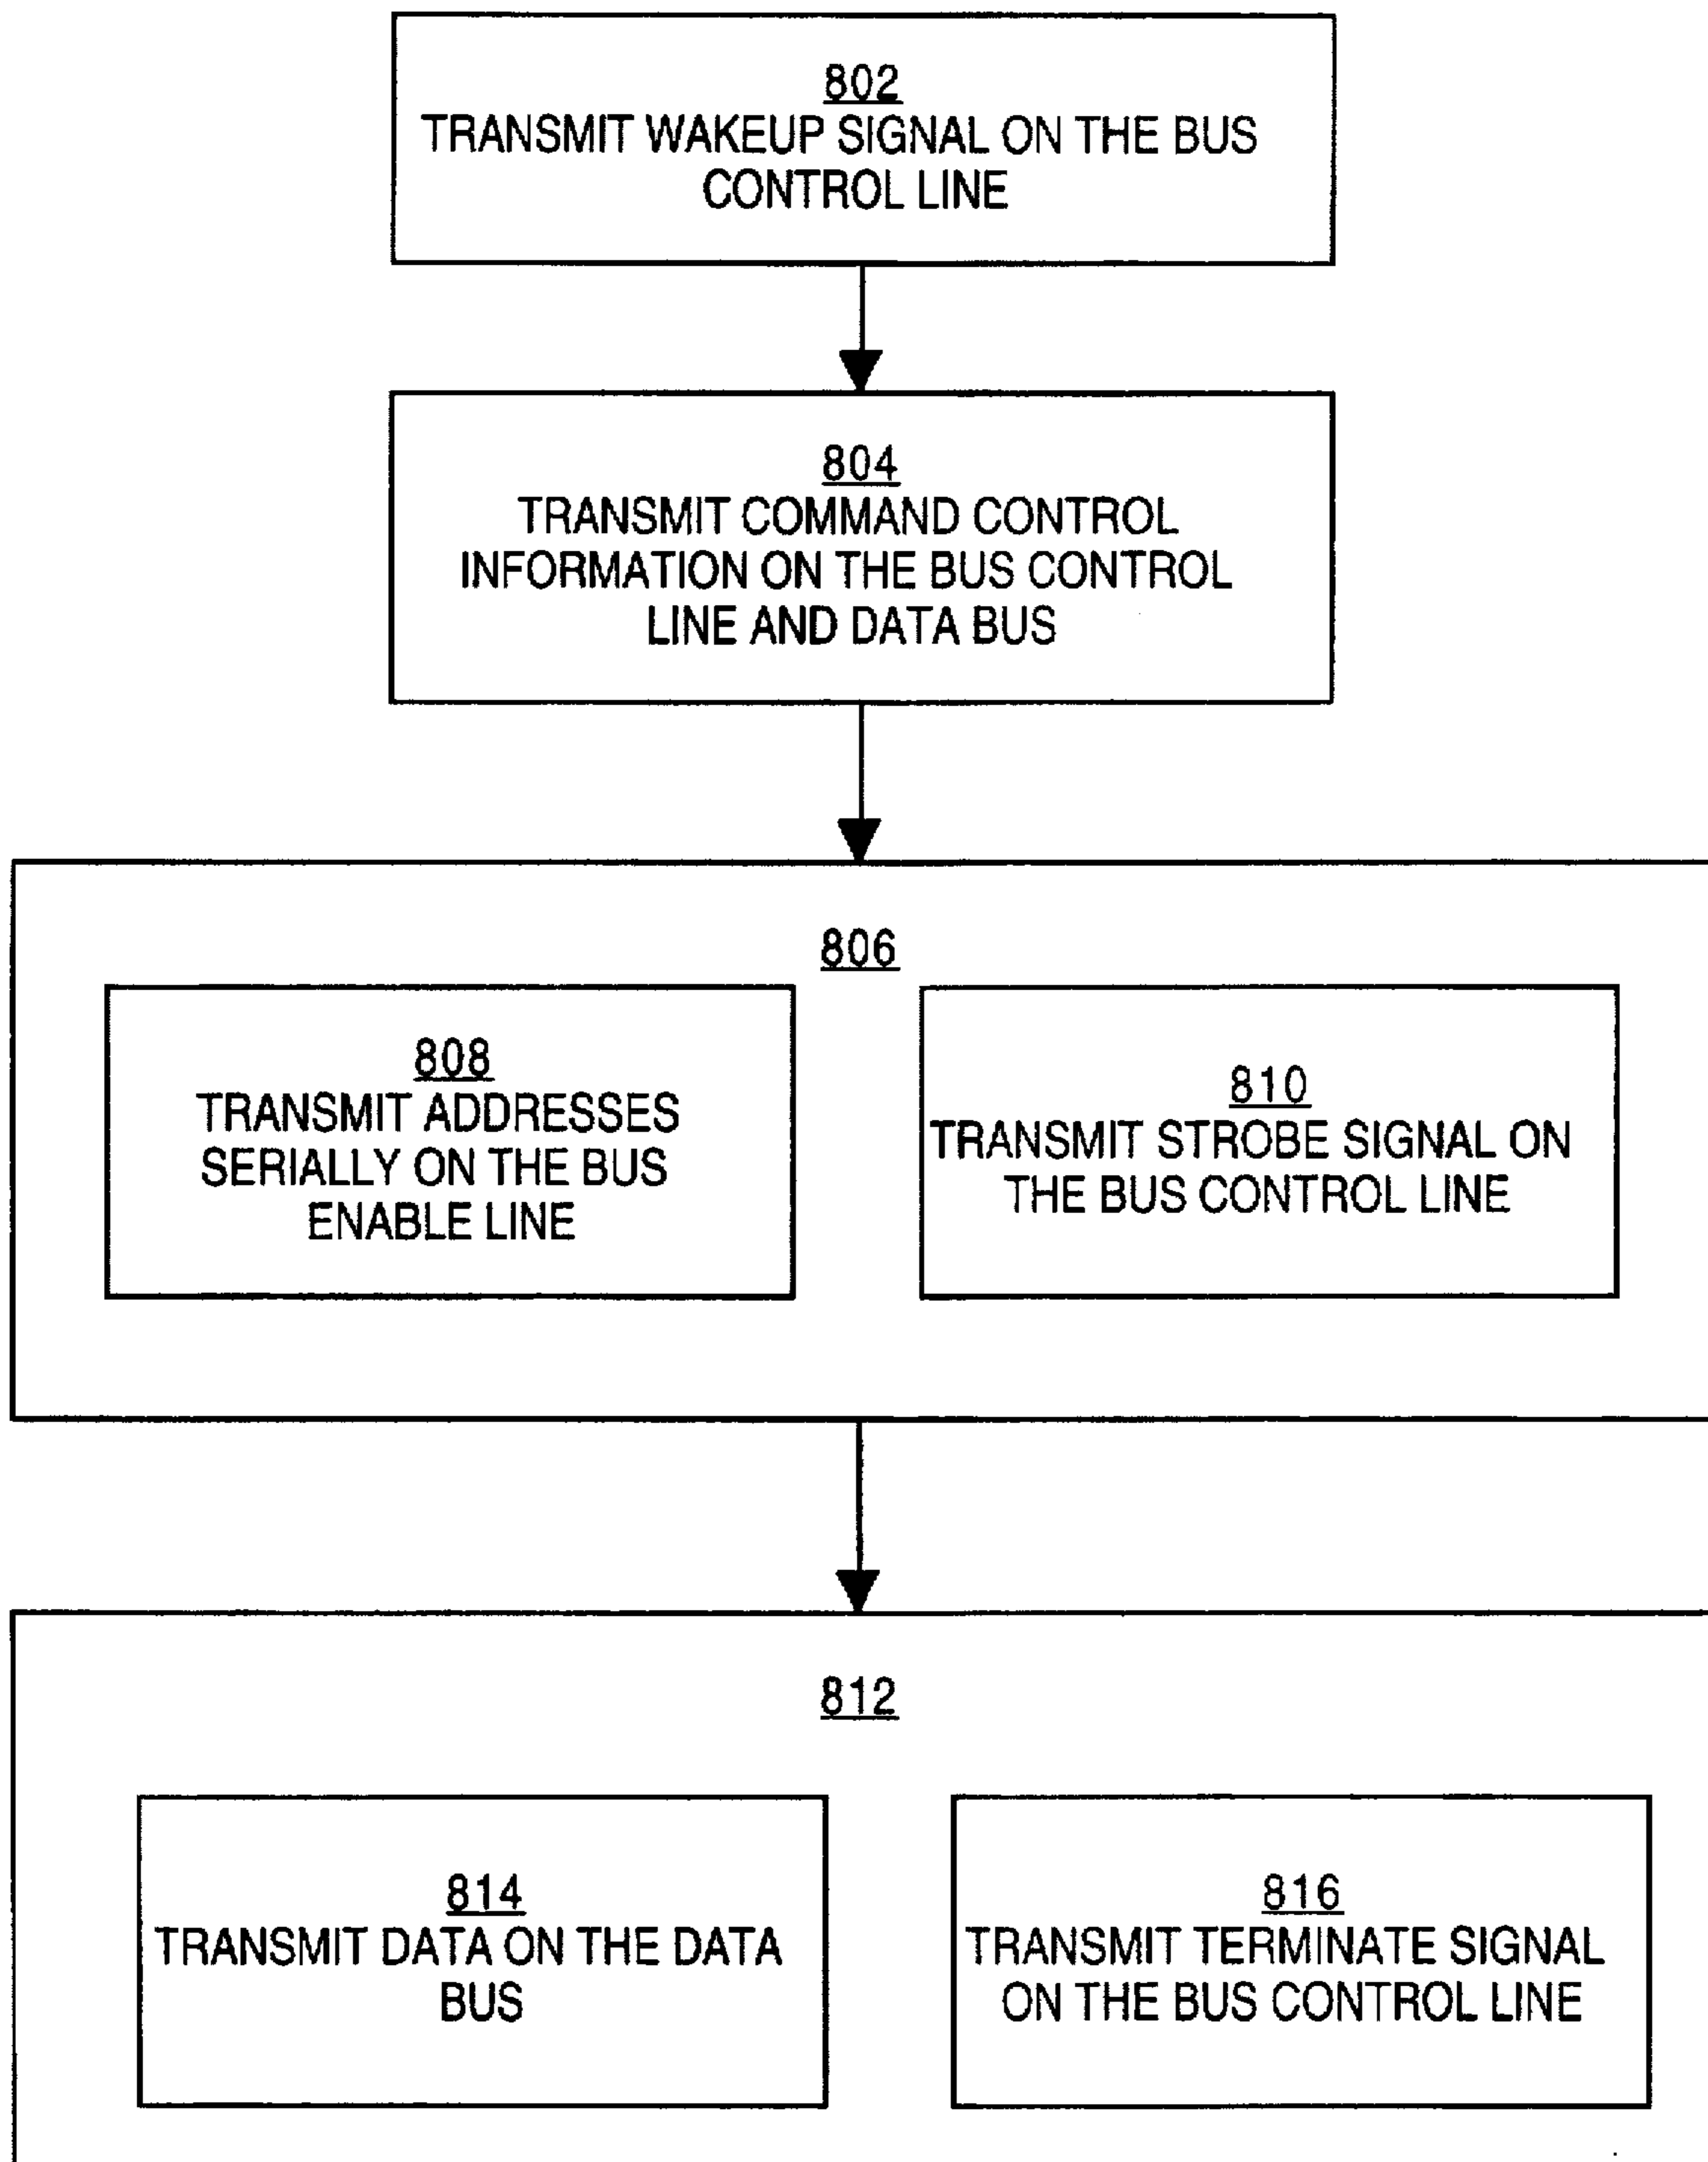 802
TRANSMIT WAKEUP SIGNAL ON THE BUS
CONTROL LINE
804
TRANSMIT COMMAND CONTROL
INFORMATION ON THE BUS CONTROL
LINE AND DATA BUS
806
808
TRANSMIT ADDRESSES
SERIALLY ON THE BUS
ENABLE LINE
810
TRANSMIT STROBE SIGNAL ON
THE BUS CONTROL LINE
812
814
TRANSMIT DATA ON THE DATA
BUS
816
TRANSMIT TERMINATE SIGNAL
ON THE BUS CONTROL LINE